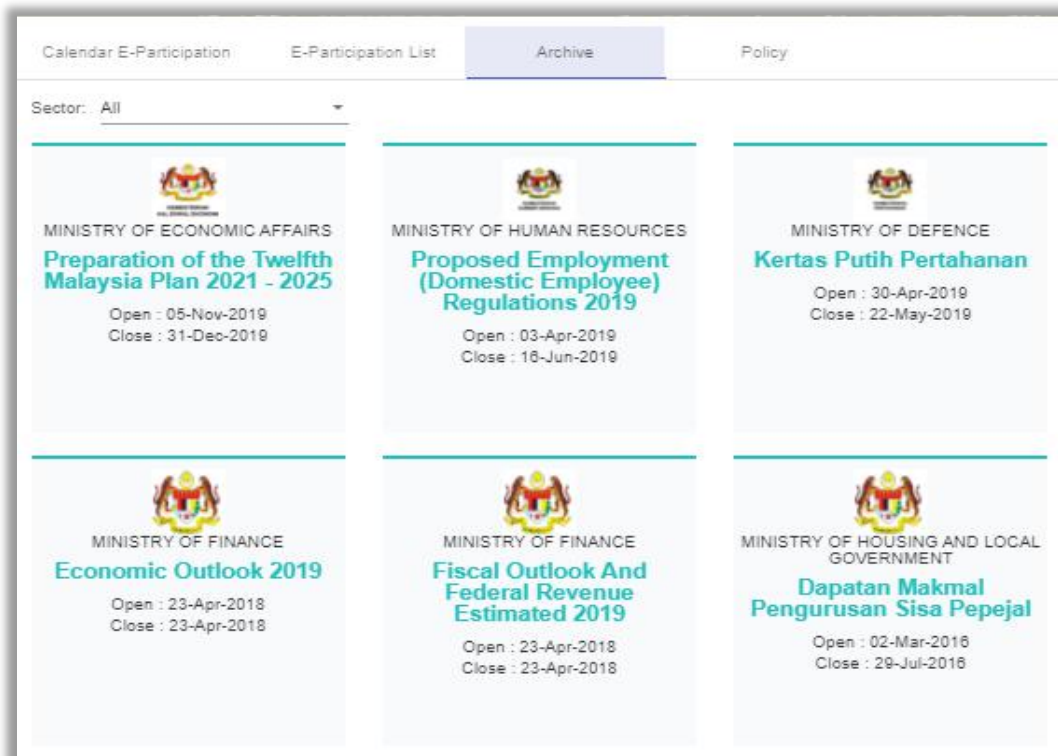 Calendar E-Participation
E-Participation List
Archive
Policy
Sector: All
MINISTRY OF ECONOMIC AFFAIRS
Preparation of the Twelfth
Malaysia Plan 2021 - 2025
Open : 05-Nov-2019
Close : 31-Dec-2019
MINISTRY OF HUMAN RESOURCES
Proposed Employment
(Domestic Employee)
Regulations 2019
Open : 03-Apr-2019
Close : 16-Jun-2019
MINISTRY OF DEFENCE
Kertas Putih Pertahanan
Open : 30-Apr-2019
Close : 22-May-2019
MINISTRY OF FINANCE
Economic Outlook 2019
Open : 23-Apr-2018
Close : 23-Apr-2018
MINISTRY OF FINANCE
Fiscal Outlook And
Federal Revenue
Estimated 2019
Open : 23-Apr-2018
Close : 23-Apr-2018
MINISTRY OF HOUSING AND LOCAL
GOVERNMENT
Dapatan Makmal
Pengurusan Sisa Pepejal
Open : 02-Mar-2016
Close : 29-Jul-2016